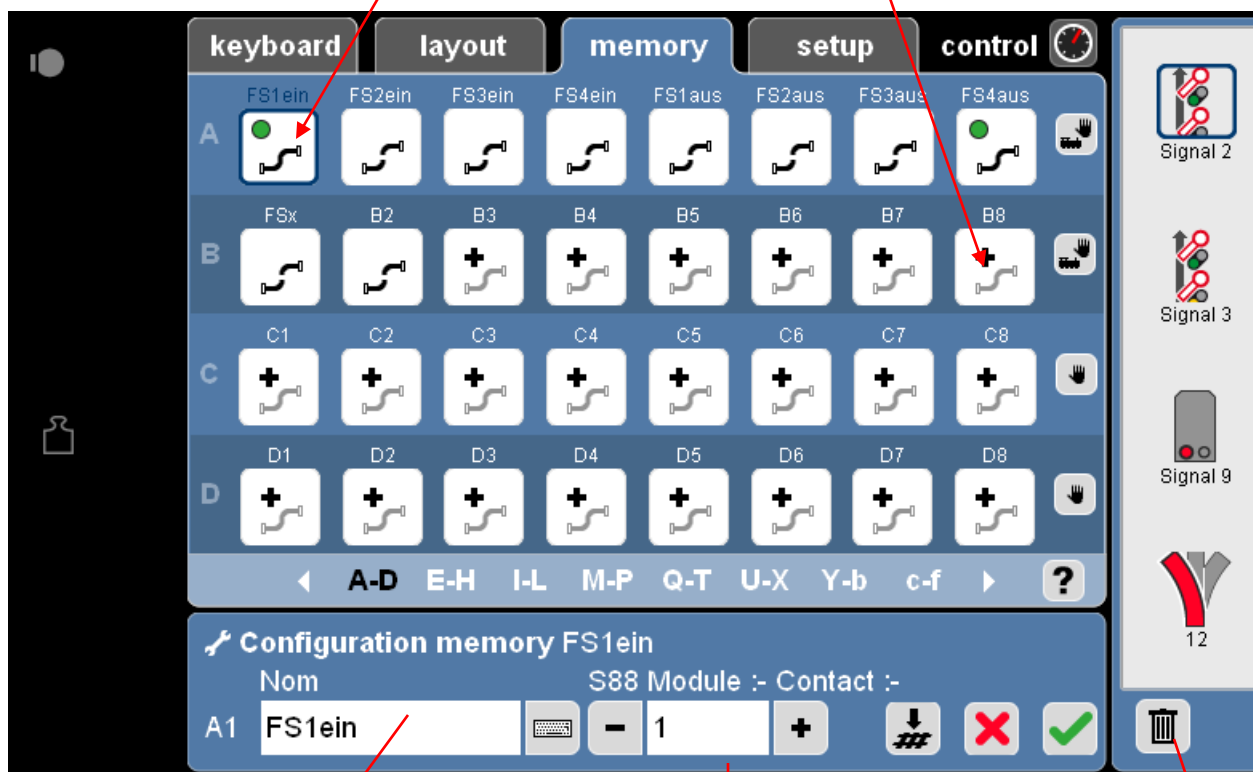 keyboard layout memory setup control
FS1ein FS2ein FS3ein FS4ein FS1aus FS2aus FS3aus FS4aus
A
FSx B2 B3 B4 B5 B6 B7 B8
B
C1 C2 C3 C4 C5 C6 C7 C8
C
D1 D2 D3 D4 D5 D6 D7 D8
D
A-D E-H I-L M-P Q-T U-X Y-b c-f ?
Configuration memory FS1ein
Nom S88 Module :- Contact :-
A1 FS1ein 1
Signal 2
Signal 3
Signal 9
12